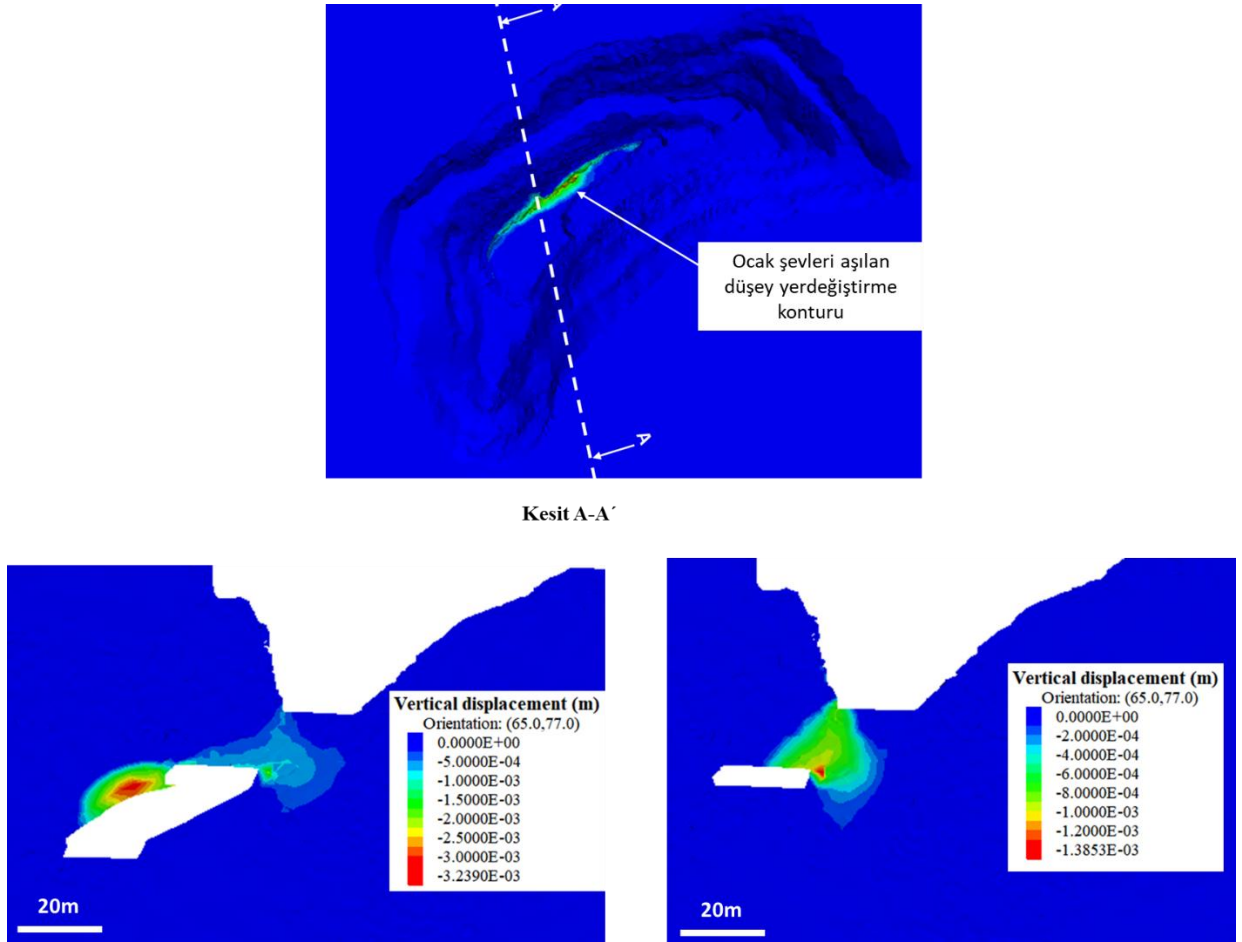 A
Ocak şevleri aşılan
düşey yerdeğiştirme
konturu
A
Kesit A-A´
Vertical displacement (m)
Orientation: (65.0,77.0)
0.0000E+00
-5.0000E-04
-1.0000E-03
-1.5000E-03
-2.0000E-03
-2.5000E-03
-3.0000E-03
-3.2390E-03
20m
Vertical displacement (m)
Orientation: (65.0,77.0)
0.0000E+00
-2.0000E-04
-4.0000E-04
-6.0000E-04
-8.0000E-04
-1.0000E-03
-1.2000E-03
-1.3853E-03
20m